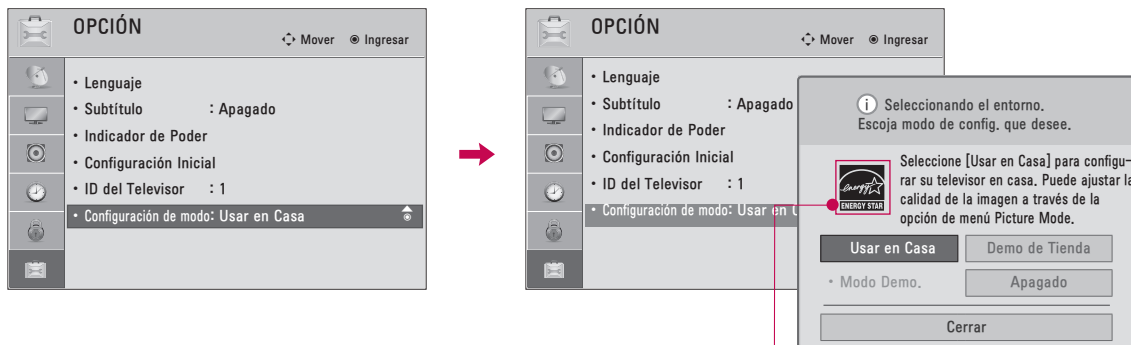 OPCIÓN
Mover Ingresar
• Lenguaje
• Subtítulo : Apagado
• Indicador de Poder
• Configuración Inicial
• ID del Televisor : 1
• Configuración de modo: Usar en Casa
OPCIÓN
Mover Ingresar
• Lenguaje
• Subtítulo : Apagado
• Indicador de Poder
• Configuración Inicial
• ID del Televisor : 1
• Configuración de modo: Usar en
i Seleccionando el entorno.
Escoja modo de config. que desee.
energy
ENERGY STAR
Seleccione [Usar en Casa] para configu-
rar su televisor en casa. Puede ajustar la
calidad de la imagen a través de la
opción de menú Picture Mode.
Usar en Casa Demo de Tienda
• Modo Demo. Apagado
Cerrar